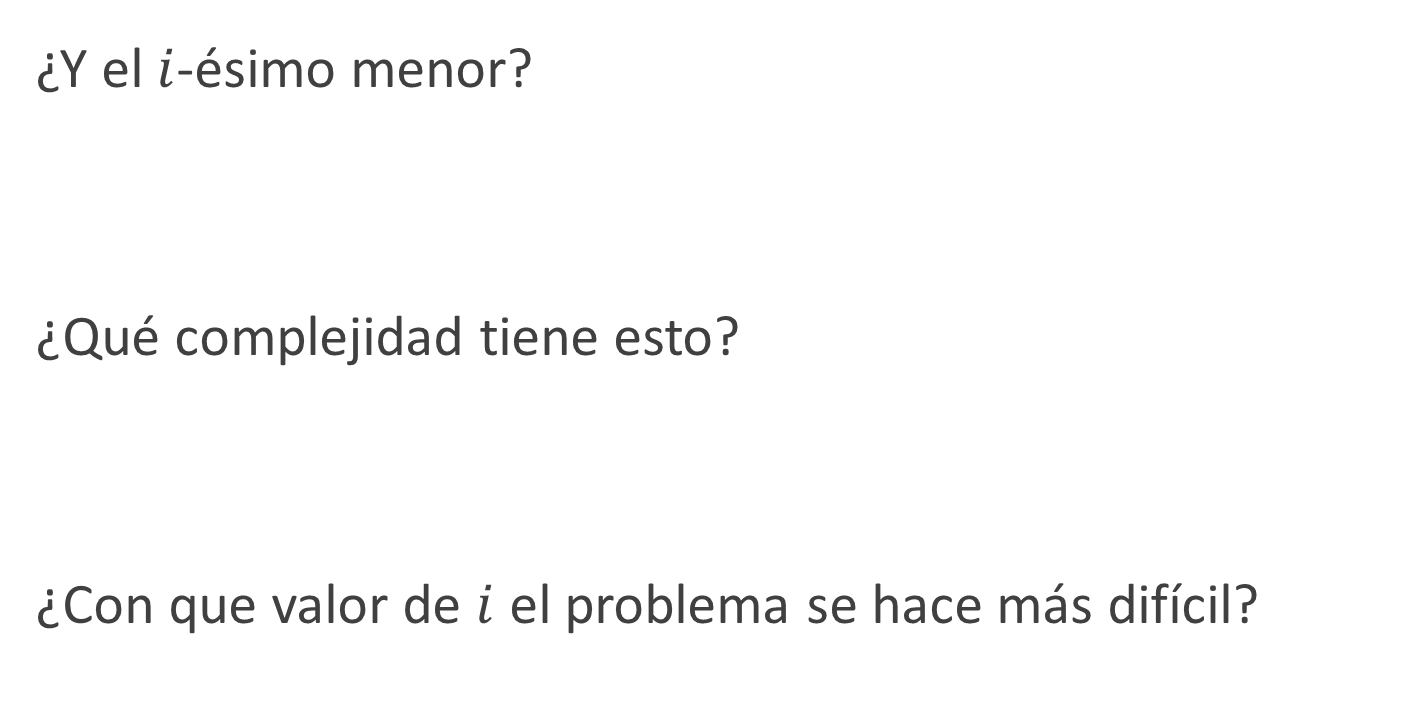 ¿Y el i-ésimo menor?
¿Qué complejidad tiene esto?
¿Con que valor de i el problema se hace más difícil?